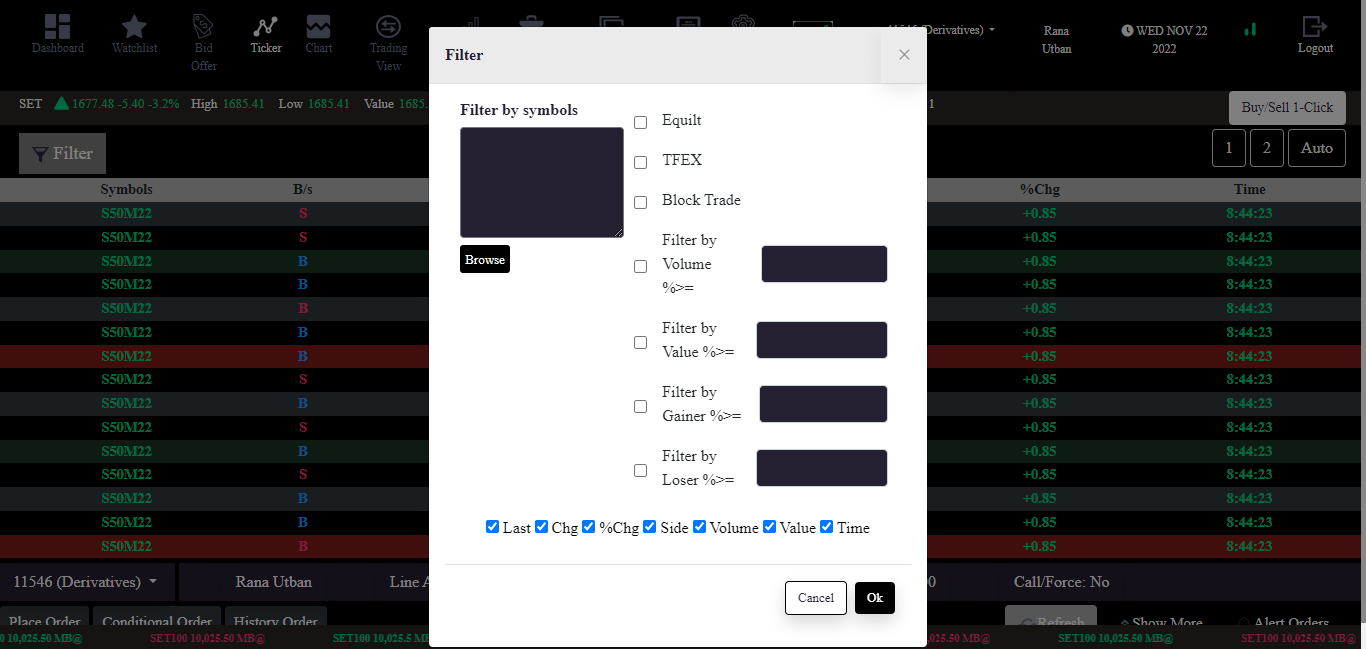 Dashboard
Watchlist
Bid
Offer
Ticker
Chart
Trading
View
(Derivatives)
Rana
Utban
WED NOV 22
2022
Logout
SET 1677.48 -5.40 -3.2% High 1685.41 Low 1685.41 Value 1685.
1
Buy/Sell 1-Click
Filter
1 2 Auto
Symbols B/s %Chg Time
S50M22 S +0.85 8:44:23
S50M22 S +0.85 8:44:23
S50M22 B +0.85 8:44:23
S50M22 B +0.85 8:44:23
S50M22 B +0.85 8:44:23
S50M22 B +0.85 8:44:23
S50M22 B +0.85 8:44:23
S50M22 S +0.85 8:44:23
S50M22 B +0.85 8:44:23
S50M22 S +0.85 8:44:23
S50M22 B +0.85 8:44:23
S50M22 S +0.85 8:44:23
S50M22 B +0.85 8:44:23
S50M22 B +0.85 8:44:23
S50M22 B +0.85 8:44:23
Filter
Filter by symbols
Browse
Equilt
TFEX
Block Trade
Filter by
Volume
%>=
Filter by
Value %>=
Filter by
Gainer %>=
Filter by
Loser %>=
Last Chg %Chg Side Volume Value Time
Cancel Ok
11546 (Derivatives) Rana Utban Line A
0 Call/Force: No
Place Order Conditional Order History Order
Refresh Show More Alert Orders
0 10,025.50 MB@ SET100 10,025.50 MB@ SET100 10,025.5 MB
,025.50 MB@ SET100 10,025.50 MB@ SET100 10,025.50 MB@